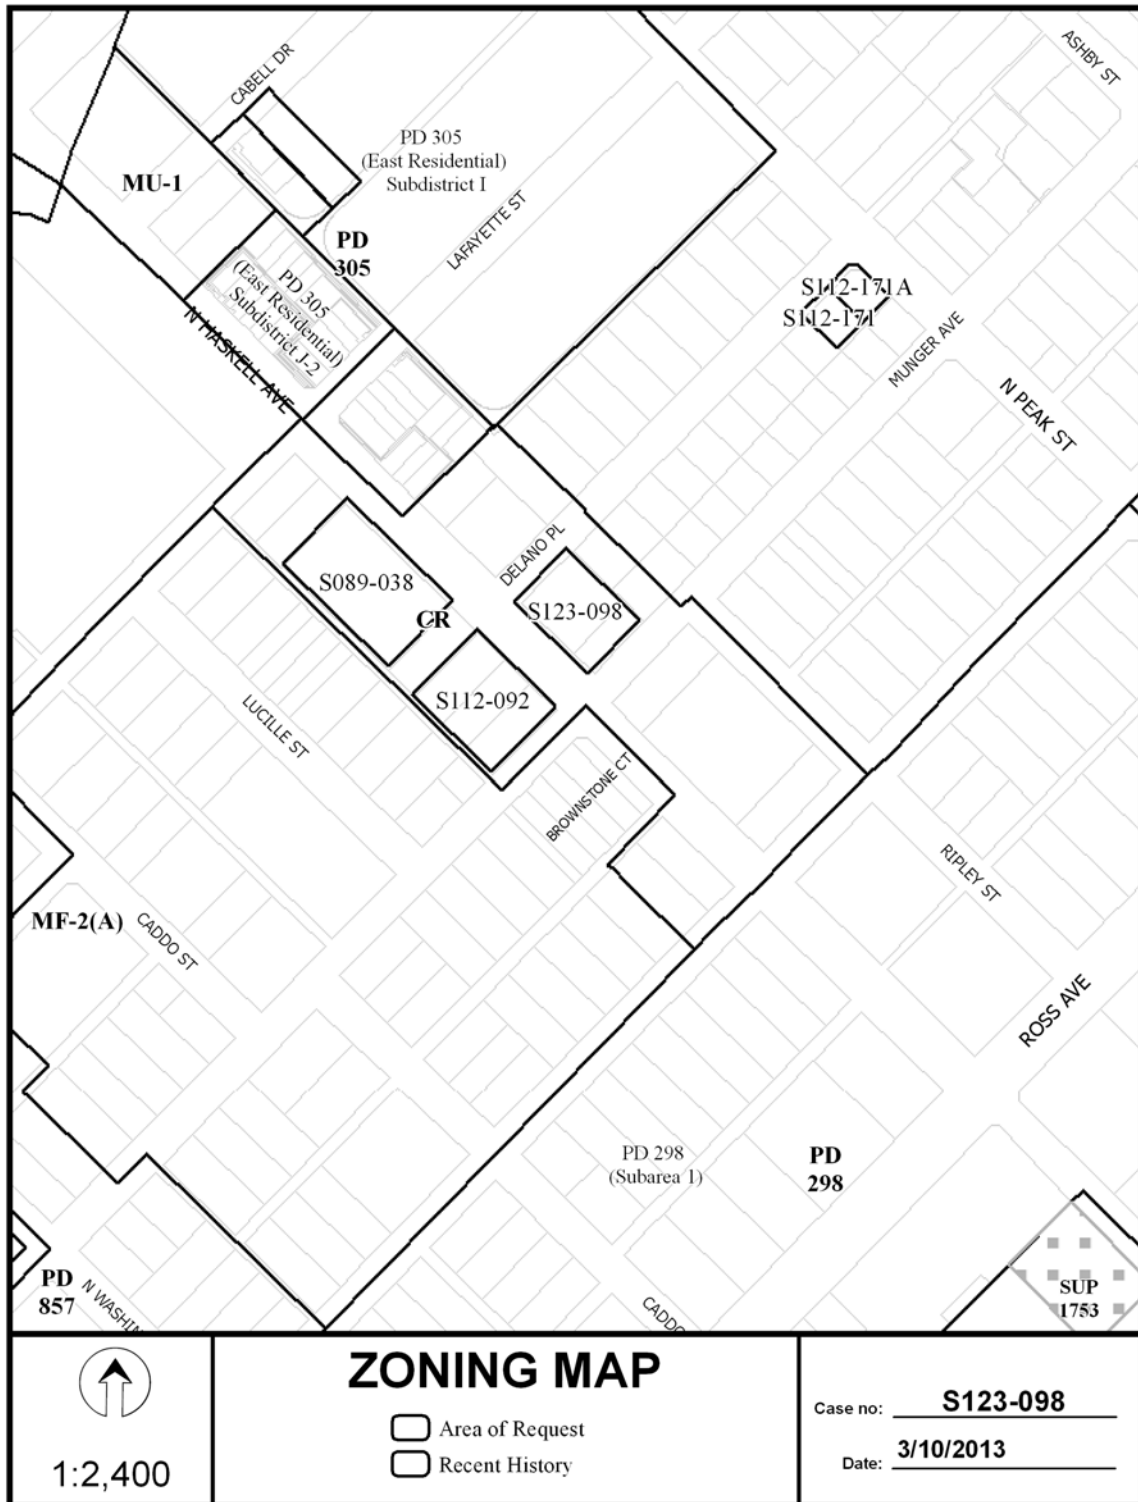 ASHBY ST
CABELL DR
PD 305
(East Residential)
Subdistrict I
MU-1
LAFAYETTE ST
PD
305
PD 305
(East Residential)
Subdistrict J-2
S112-171A
S112-171
MUNGER AVE
N HASKELL AVE
N PEAK ST
DELANO PL
S089-038
CR
S123-098
S112-092
LUCILLE ST
BROWNSTONE CT
RIPLEY ST
MF-2(A)
CADDO ST
ROSS AVE
PD 298
(Subarea 1)
PD
298
PD
857
N WASHIN
CADDO
SUP
1753
1:2,400
ZONING MAP
Area of Request
Recent History
Case no: S123-098
Date: 3/10/2013